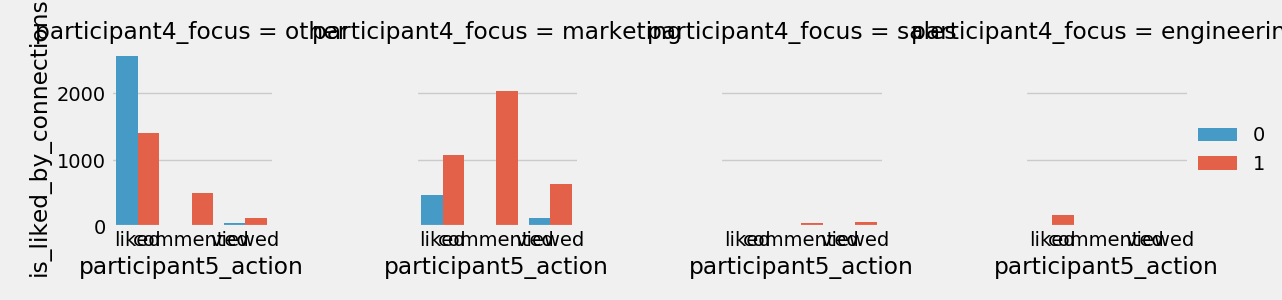 participant4_focus = other
participant4_focus = marketing
participant4_focus = sales
participant4_focus = engineerin
is_liked_by_connections
2000
1000
0
0
1
liked
commented
viewed
liked
commented
viewed
liked
commented
viewed
liked
commented
viewed
participant5_action
participant5_action
participant5_action
participant5_action